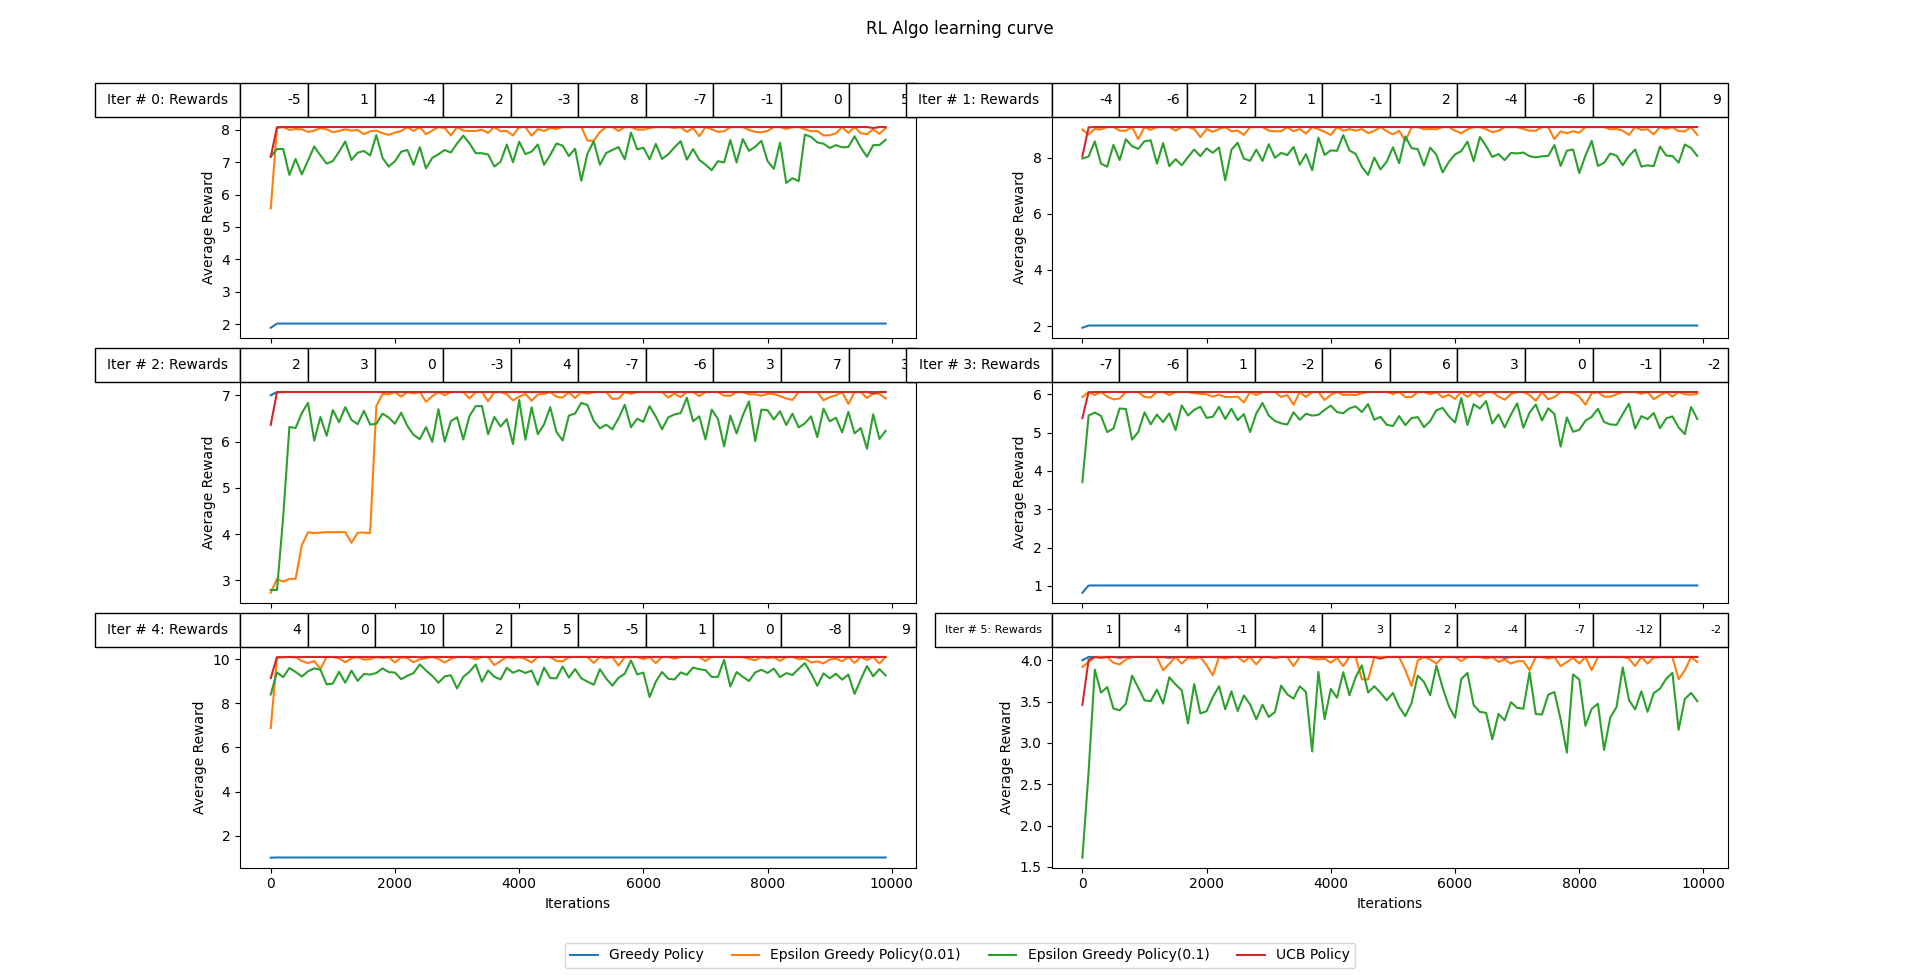 RL Algo learning curve
Iter # 0: Rewards -5 1 -4 2 -3 8 -7 -1 0
Iter # 1: Rewards -4 -6 2 1 -1 2 -4 -6 2 9
8
7
6
5
4
3
2
Average Reward
8
6
4
2
Average Reward
Iter # 2: Rewards 2 3 0 -3 4 -7 -6 3 7
Iter # 3: Rewards -7 -6 1 -2 6 6 3 0 -1 -2
7
6
5
4
3
Average Reward
6
5
4
3
2
1
Average Reward
Iter # 4: Rewards 4 0 10 2 5 -5 1 0 -8 9
Iter # 5: Rewards 1 4 -1 4 3 2 -4 -7 -12 -2
10
8
6
4
2
Average Reward
0 2000 4000 6000 8000 10000
Iterations
4.0
3.5
3.0
2.5
2.0
1.5
Average Reward
0 2000 4000 6000 8000 10000
Iterations
Greedy Policy Epsilon Greedy Policy(0.01) Epsilon Greedy Policy(0.1) UCB Policy